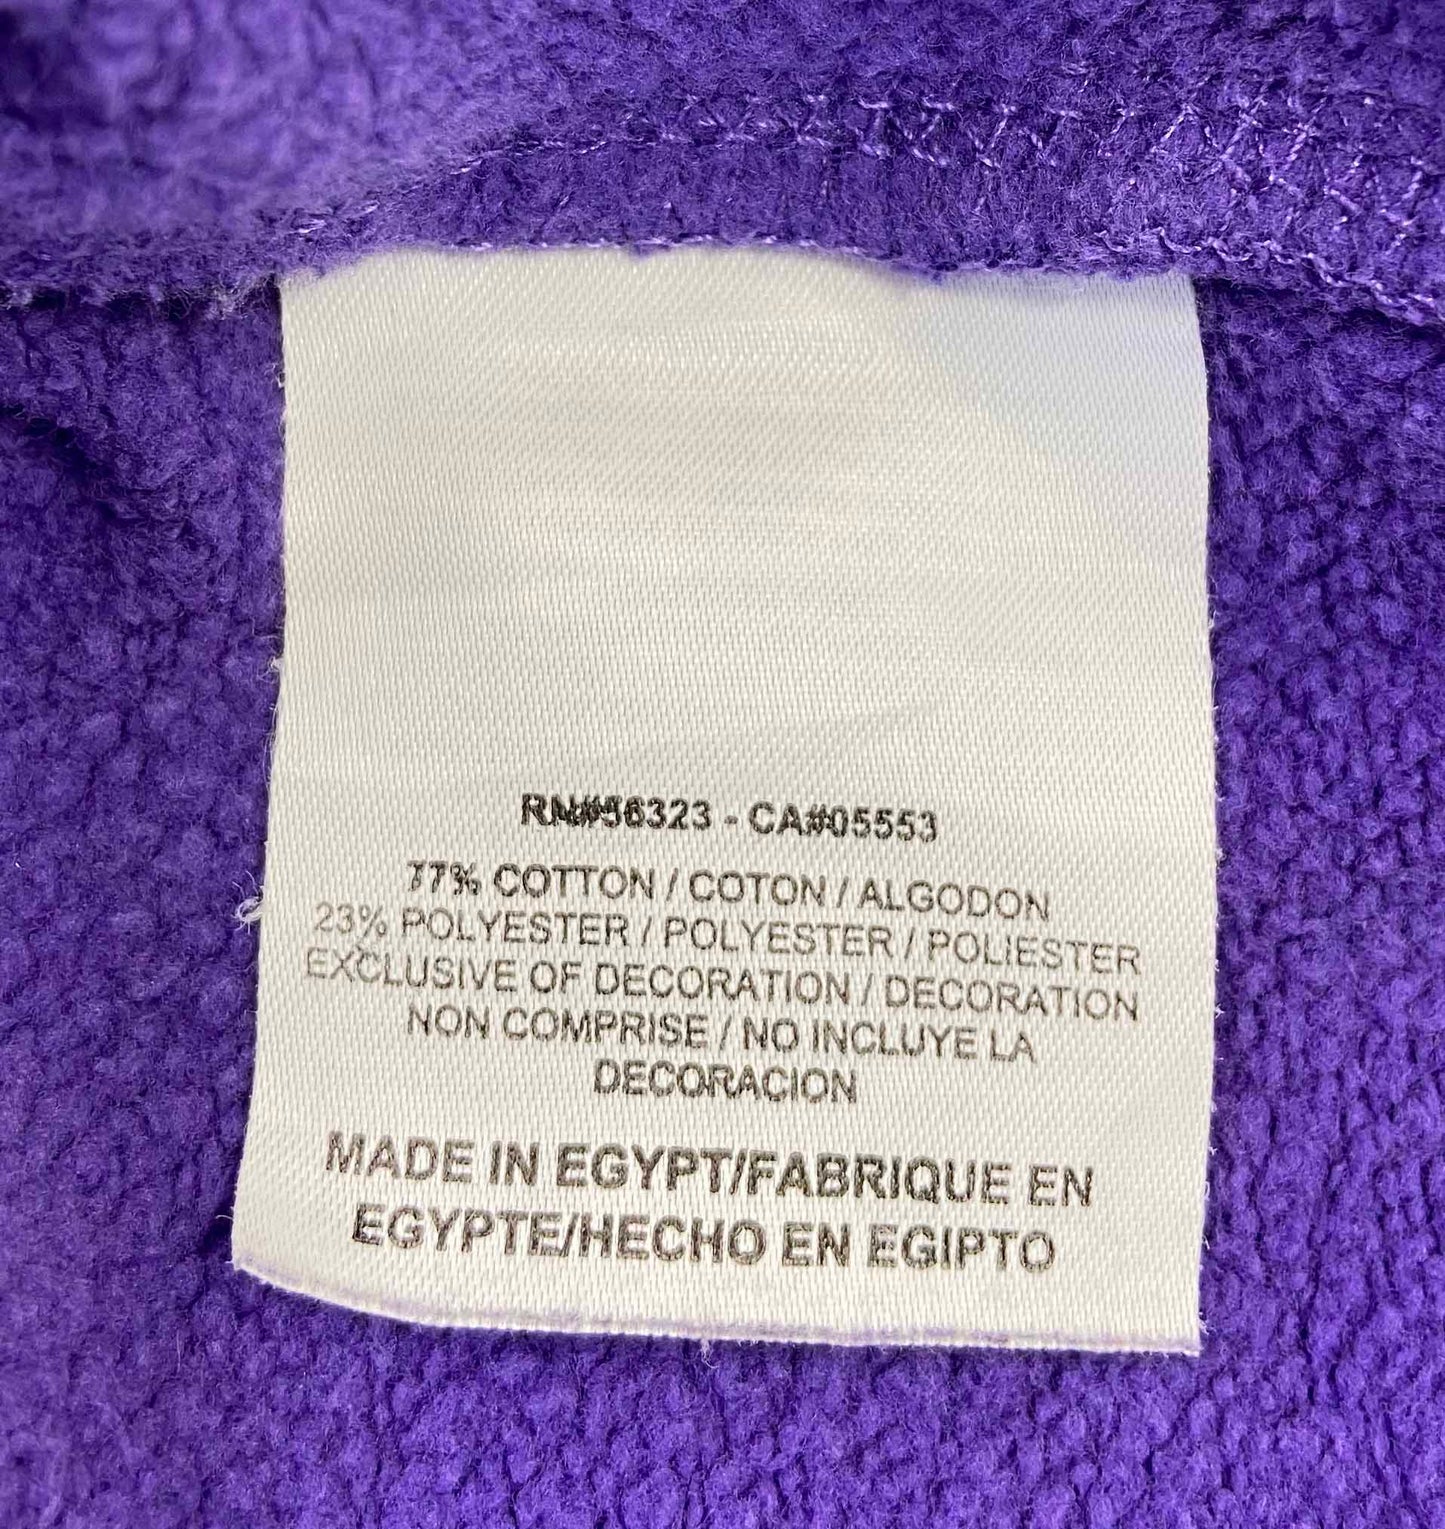 RN#56323 - CA#05553
77% COTTON / COTON / ALGODON
23% POLYESTER / POLYESTER / POLIESTER
EXCLUSIVE OF DECORATION / DECORATION
NON COMPRISE / NO INCLUYE LA
DECORACION
MADE IN EGYPT/FABRIQUE EN
EGYPTE/HECHO EN EGIPTO